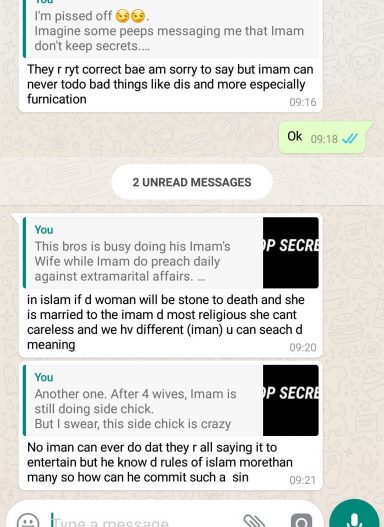 You
I'm pissed off 😏😏.
Imagine some peeps messaging me that Imam
don't keep secrets....
They r ryt correct bae am sorry to say but imam can
never todo bad things like dis and more especially
furnication
09:16
Ok 09:18
2 UNREAD MESSAGES
You
This bros is busy doing his Imam's
Wife while Imam do preach daily
against extramarital affairs. ...
OP SECRE
in islam if d woman will be stone to death and she
is married to the imam d most religious she cant
careless and we hv different (iman) u can seach d
meaning
09:20
You
Another one. After 4 wives, Imam is
still doing side chick.
But I swear, this side chick is crazy
OP SECRE
No iman can ever do dat they r all saying it to
entertain but he know d rules of islam morethan
many so how can he commit such a sin
09:21
Type a message